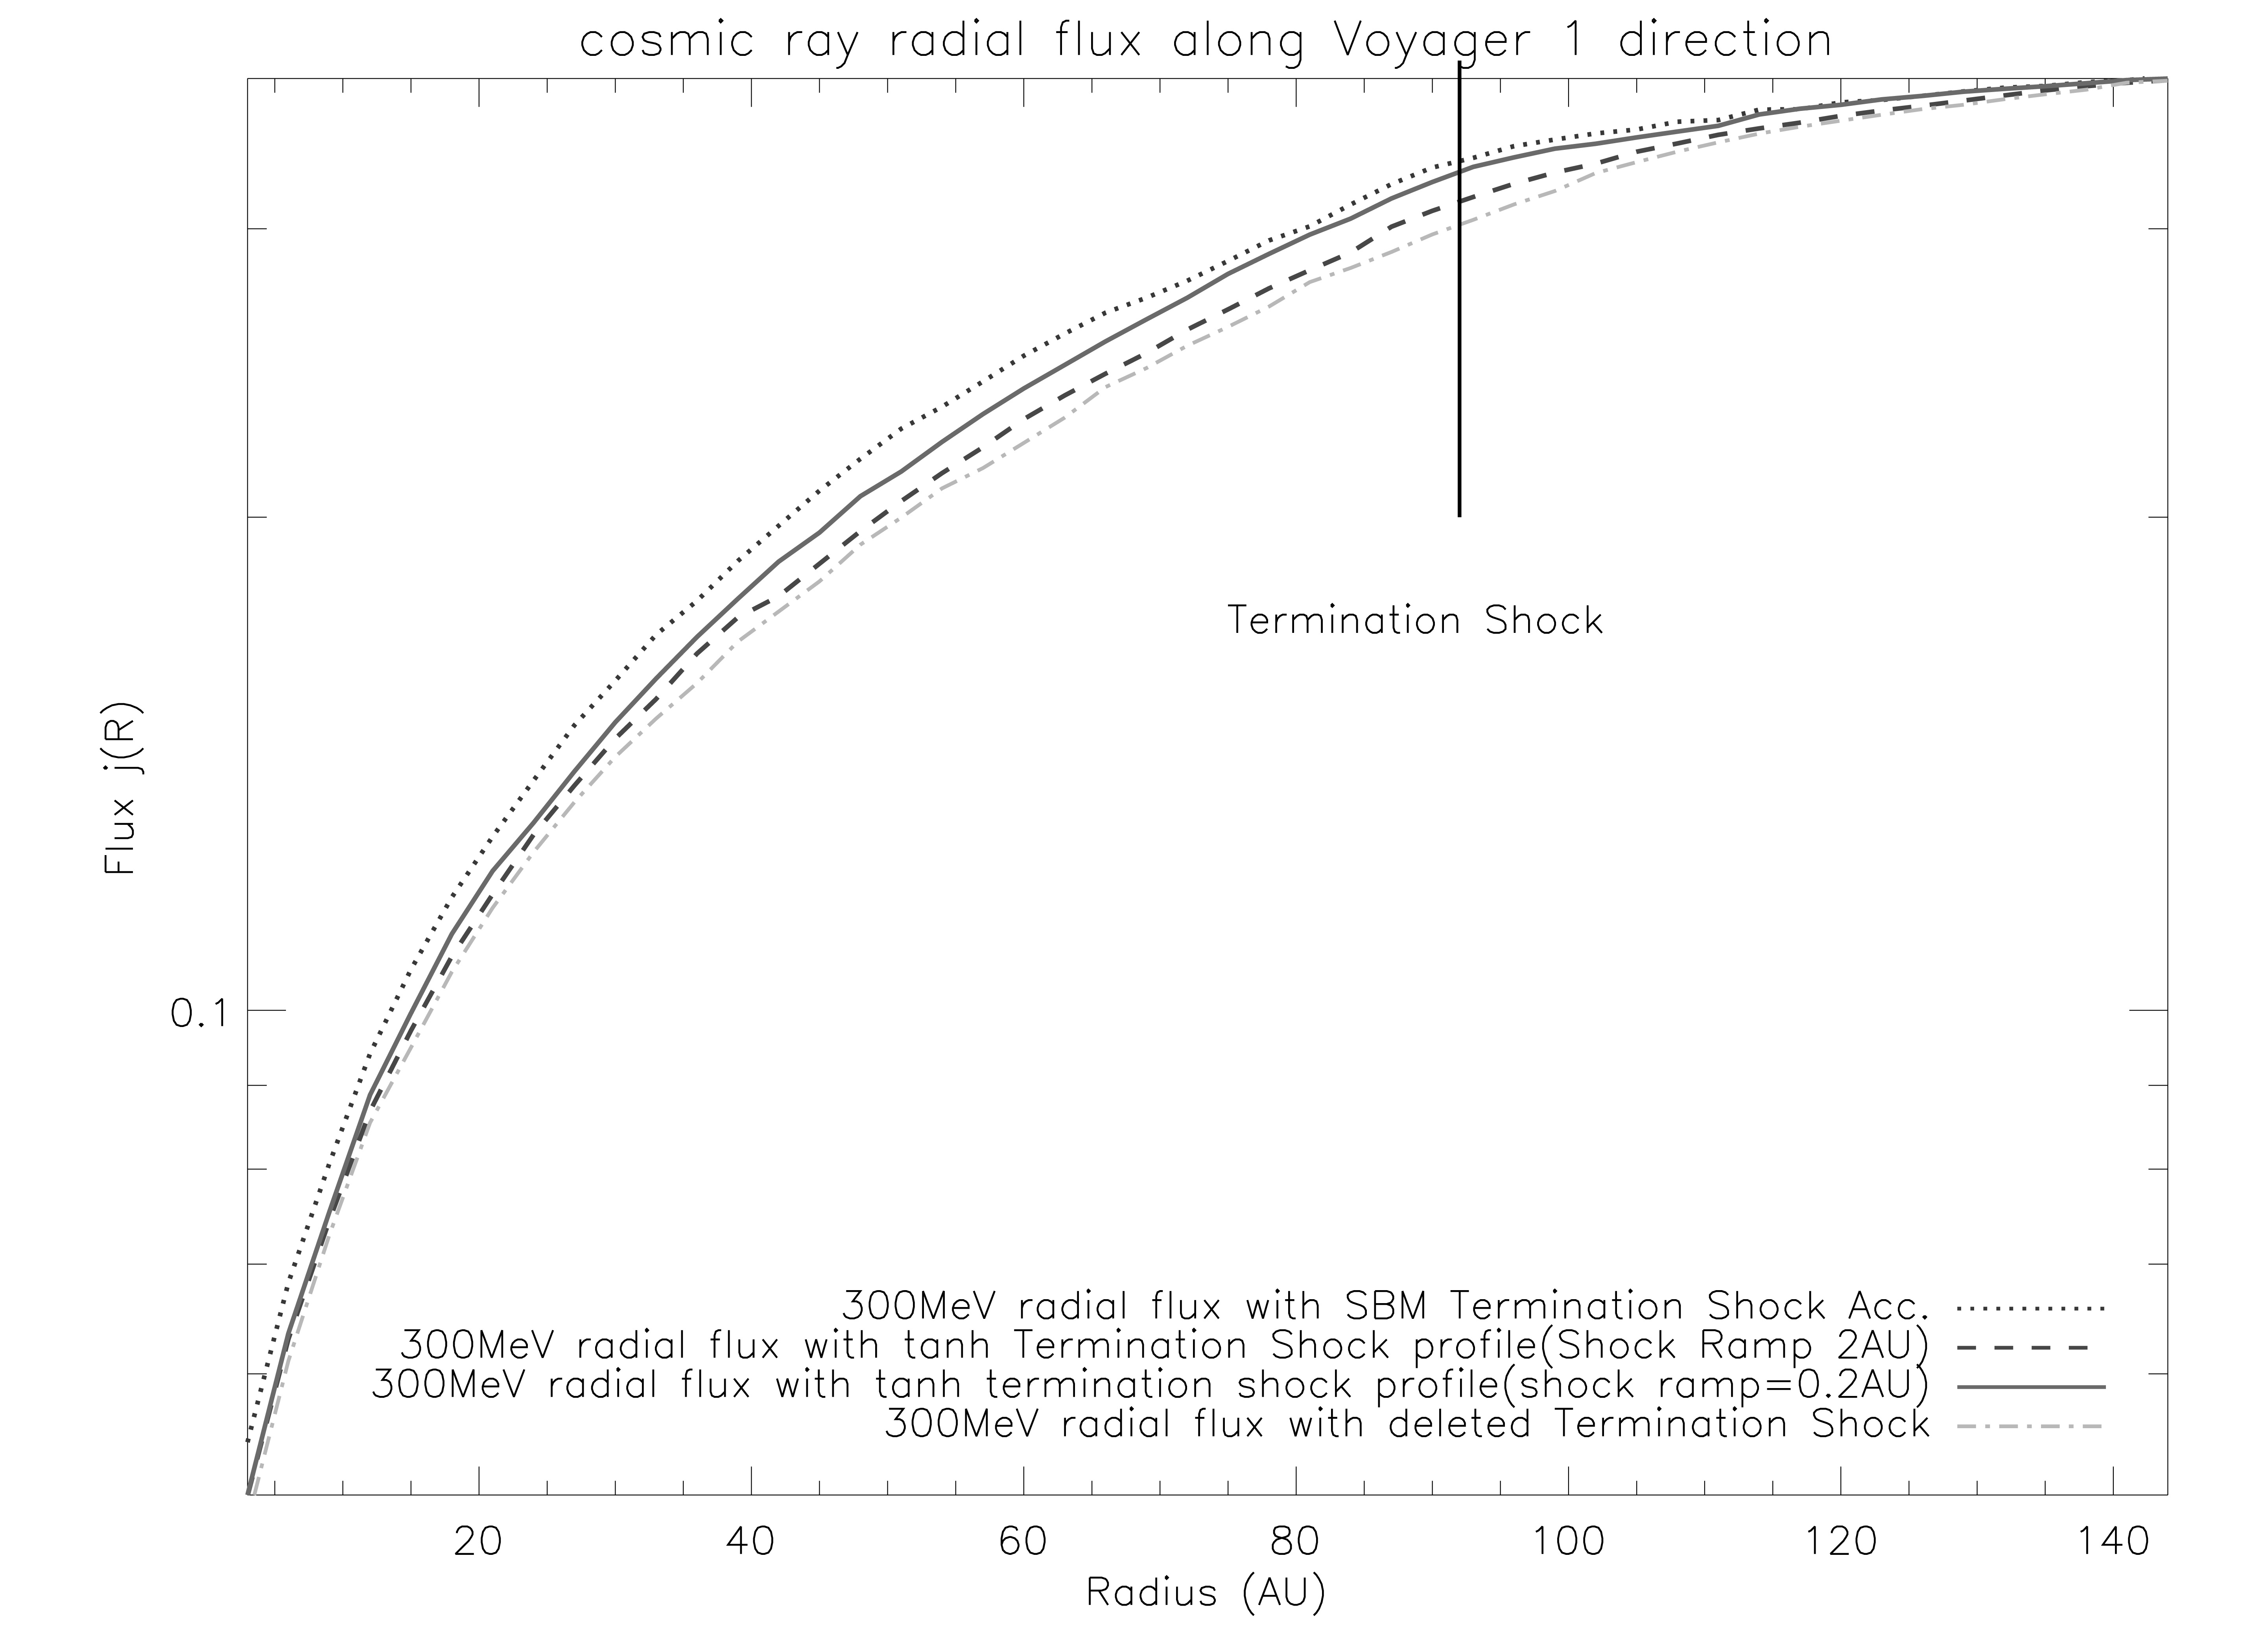 cosmic ray radial flux along Voyager 1 direction
Termination Shock
Flux j(R)
0.1
300MeV radial flux with SBM Termination Shock Acc.
300MeV radial flux with tanh Termination Shock profile(Shock Ramp 2AU)
300MeV radial flux with tanh termination shock profile(shock ramp=0.2AU)
300MeV radial flux with deleted Termination Shock
20 40 60 80 100 120 140
Radius (AU)